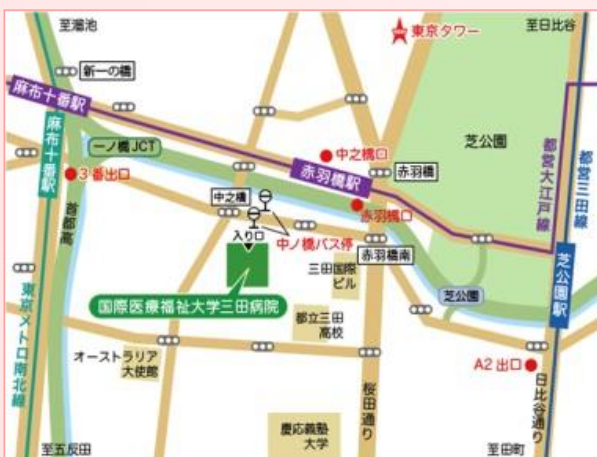 至溜池
東京タワー
至日比谷
新一の橋
麻布十番駅
麻布十番駅
一ノ橋JCT
中之橋口
赤羽橋
芝公園
都営大江戸線
都営三田線
3番出口
赤羽橋駅
中之橋
赤羽橋口
首都高
入り口
中ノ橋バス停
赤羽橋南
三田国際
ビル
芝公園
芝公園駅
国際医療福祉大学三田病院
都立三田
高校
東京メトロ南北線
オーストラリア
大使館
A2出口
桜田通り
日比谷通り
慶応義塾
大学
至五反田
至田町